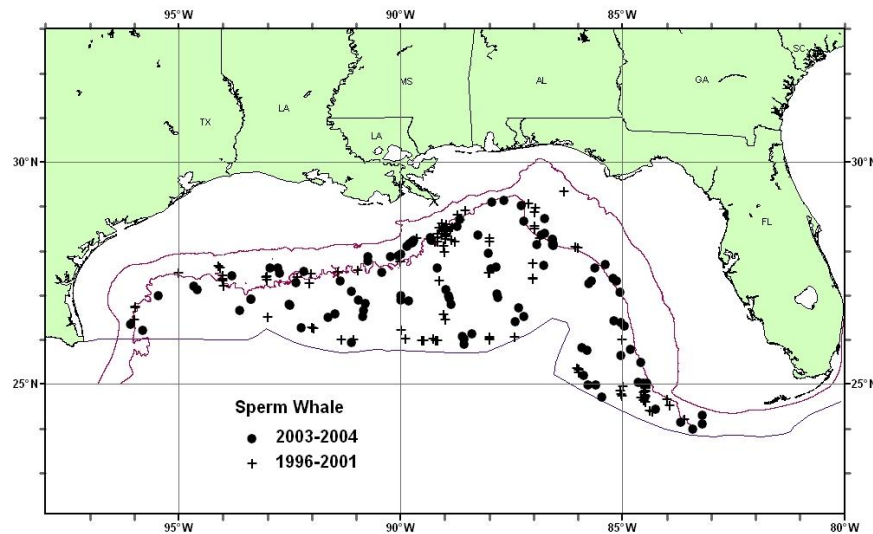 95°W 90°W 85°W
SC
MS AL GA
LA
TX
LA
30°N 30°N
FL
25°N 25°N
Sperm Whale
2003-2004
1996-2001
95°W 90°W 85°W 80°W